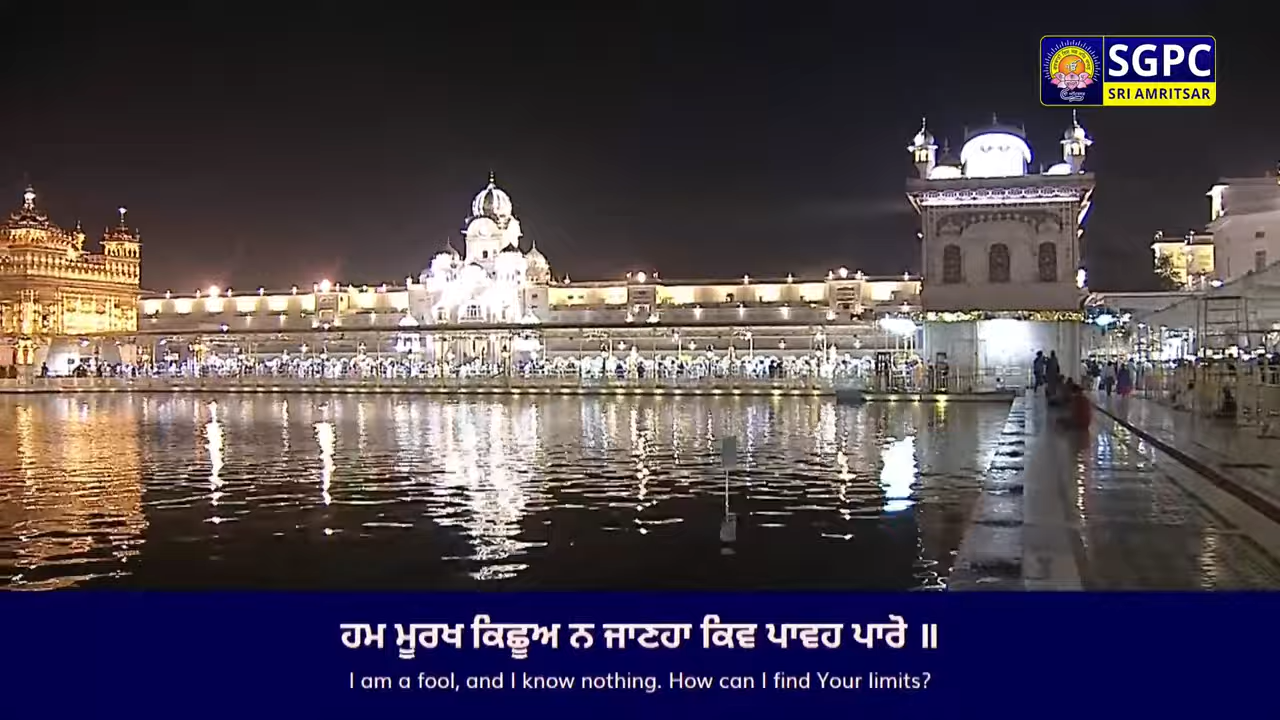 SGPC
SRI AMRITSAR
ਹਮ ਮੂਰਖ ਕਿਛੂਅ ਨ ਜਾਣਹਾ ਕਿਵ ਪਾਵਹ ਪਾਰੋ ॥
I am a fool, and I know nothing. How can I find Your limits?